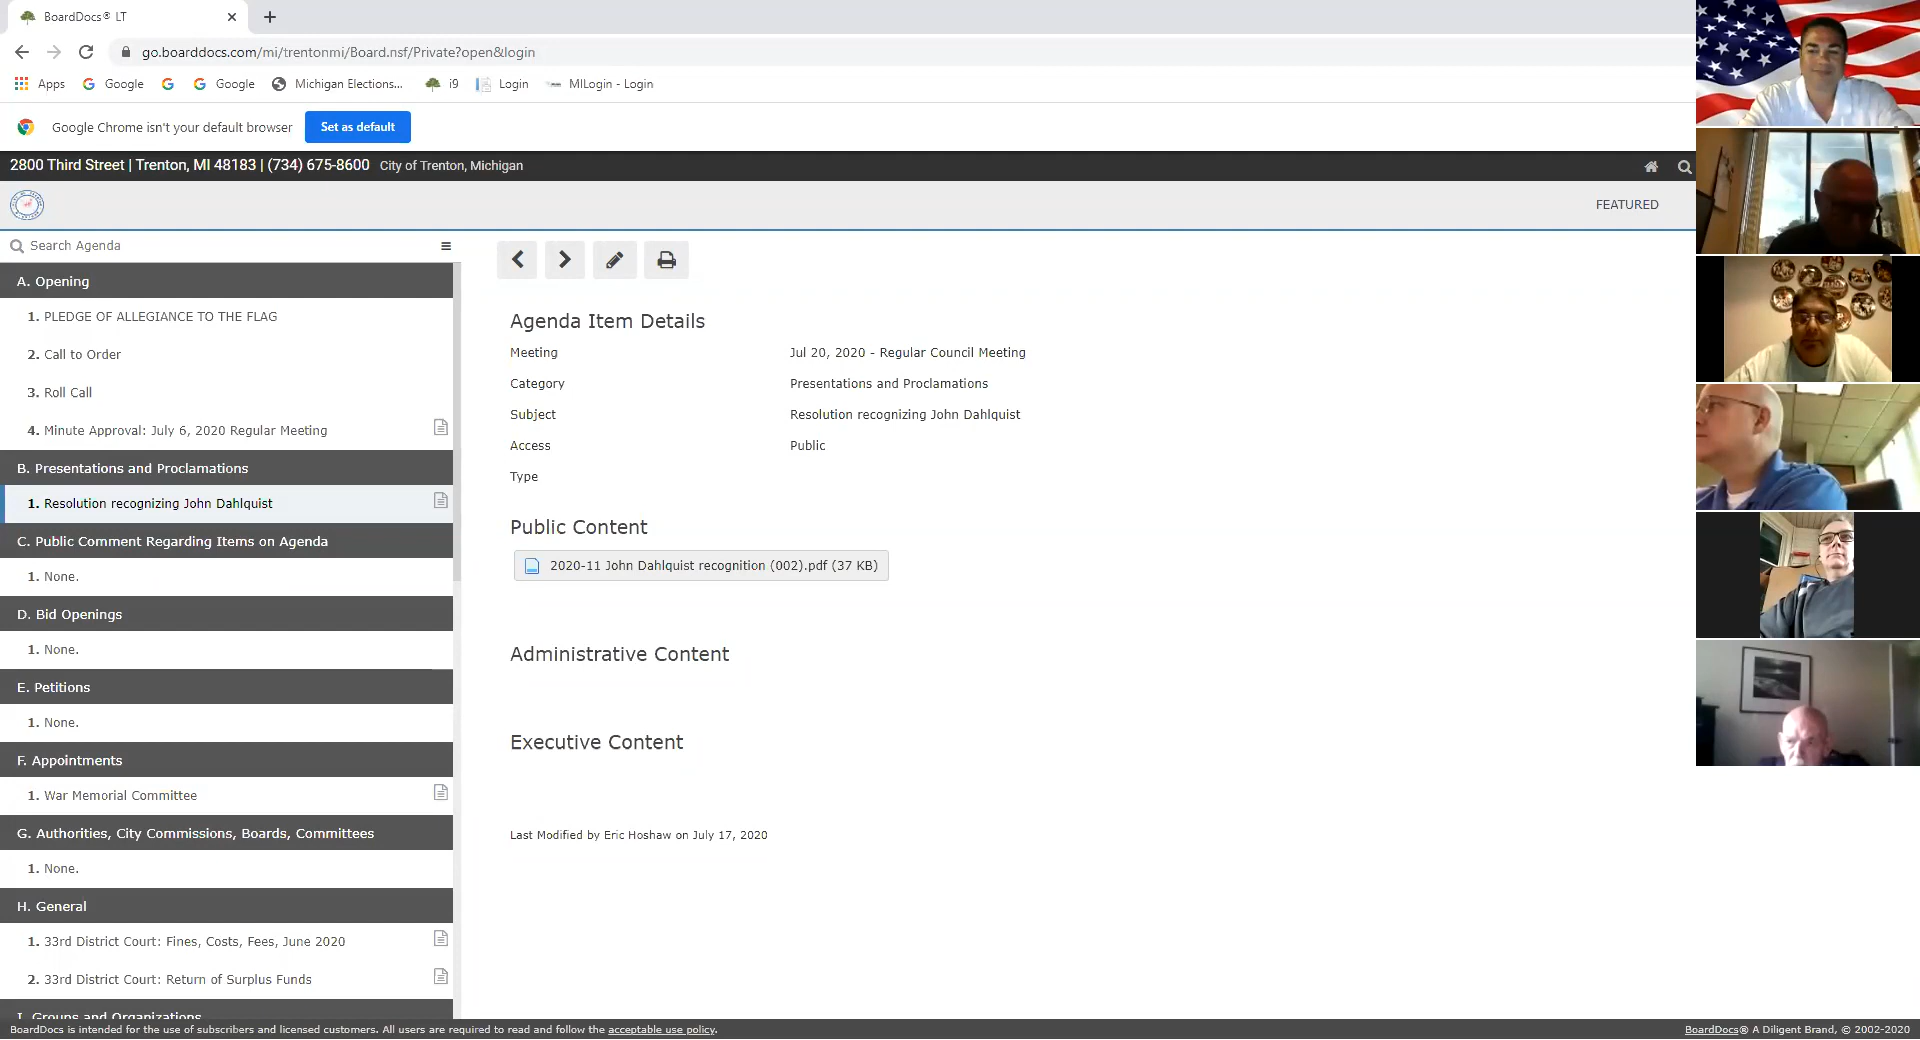 BoardDocs® LT
go.boarddocs.com/mi/trentonmi/Board.nsf/Private?open&login
Apps Google Google Michigan Elections... i9 Login MILogin - Login
Google Chrome isn't your default browser Set as default
2800 Third Street | Trenton, MI 48183 | (734) 675-8600 City of Trenton, Michigan
FEATURED
Search Agenda
A. Opening
1. PLEDGE OF ALLEGIANCE TO THE FLAG
2. Call to Order
3. Roll Call
4. Minute Approval: July 6, 2020 Regular Meeting
B. Presentations and Proclamations
1. Resolution recognizing John Dahlquist
C. Public Comment Regarding Items on Agenda
1. None.
D. Bid Openings
1. None.
E. Petitions
1. None.
F. Appointments
1. War Memorial Committee
G. Authorities, City Commissions, Boards, Committees
1. None.
H. General
1. 33rd District Court: Fines, Costs, Fees, June 2020
2. 33rd District Court: Return of Surplus Funds
I. Groups and Organizations
Agenda Item Details
Meeting Jul 20, 2020 - Regular Council Meeting
Category Presentations and Proclamations
Subject Resolution recognizing John Dahlquist
Access Public
Type
Public Content
2020-11 John Dahlquist recognition (002).pdf (37 KB)
Administrative Content
Executive Content
Last Modified by Eric Hoshaw on July 17, 2020
BoardDocs is intended for the use of subscribers and licensed customers. All users are required to read and follow the acceptable use policy.
BoardDocs® A Diligent Brand, © 2002-2020